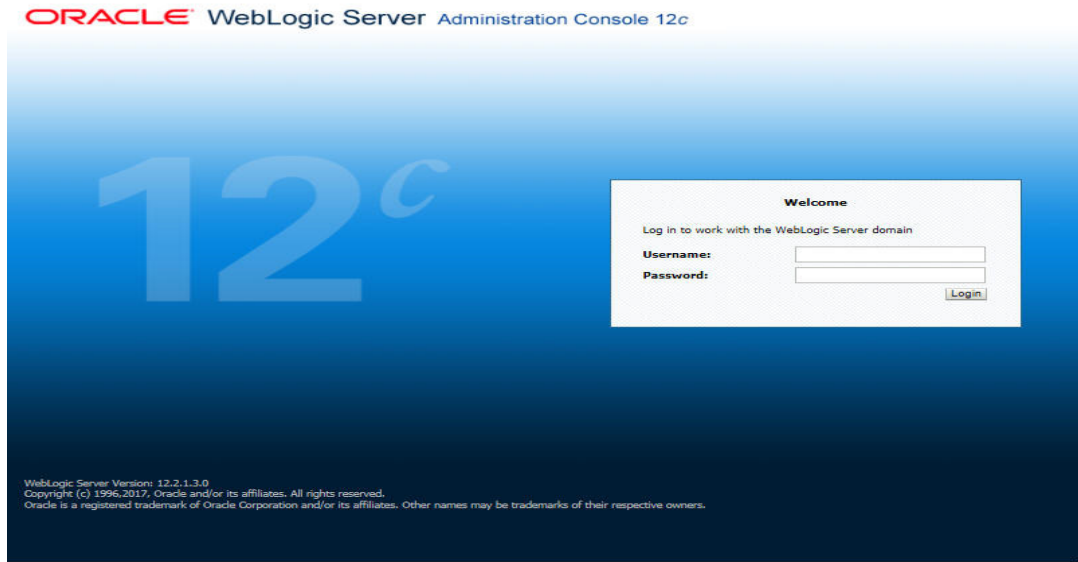 ORACLE WebLogic Server Administration Console 12c
12c
Welcome
Log in to work with the WebLogic Server domain
Username:
Password:
Login
WebLogic Server Version: 12.2.1.3.0
Copyright (c) 1996,2017, Oracle and/or its affiliates. All rights reserved.
Oracle is a registered trademark of Oracle Corporation and/or its affiliates. Other names may be trademarks of their respective owners.